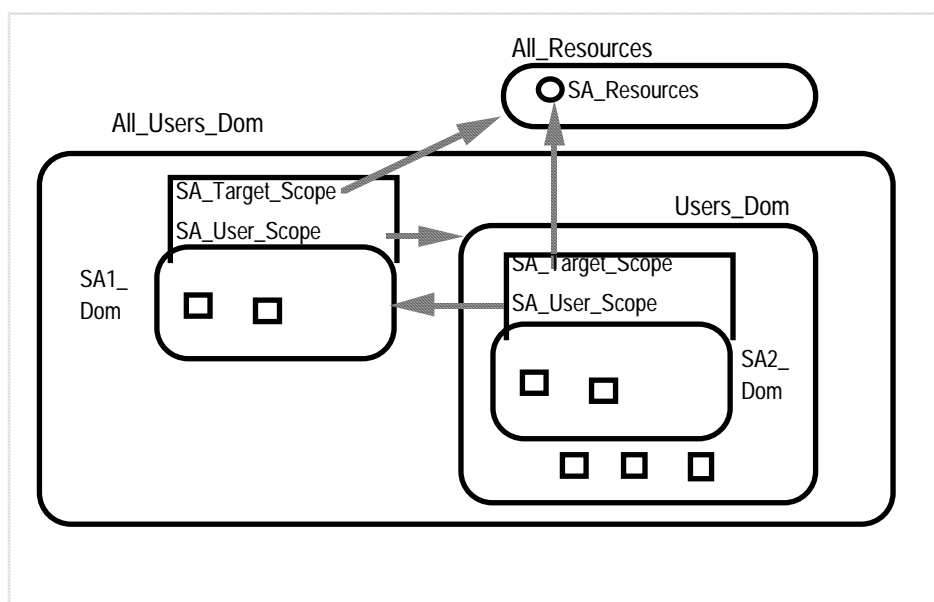 All_Resources
SA_Resources
All_Users_Dom
SA_Target_Scope
SA_User_Scope
Users_Dom
SA1_
Dom
SA_Target_Scope
SA_User_Scope
SA2_
Dom